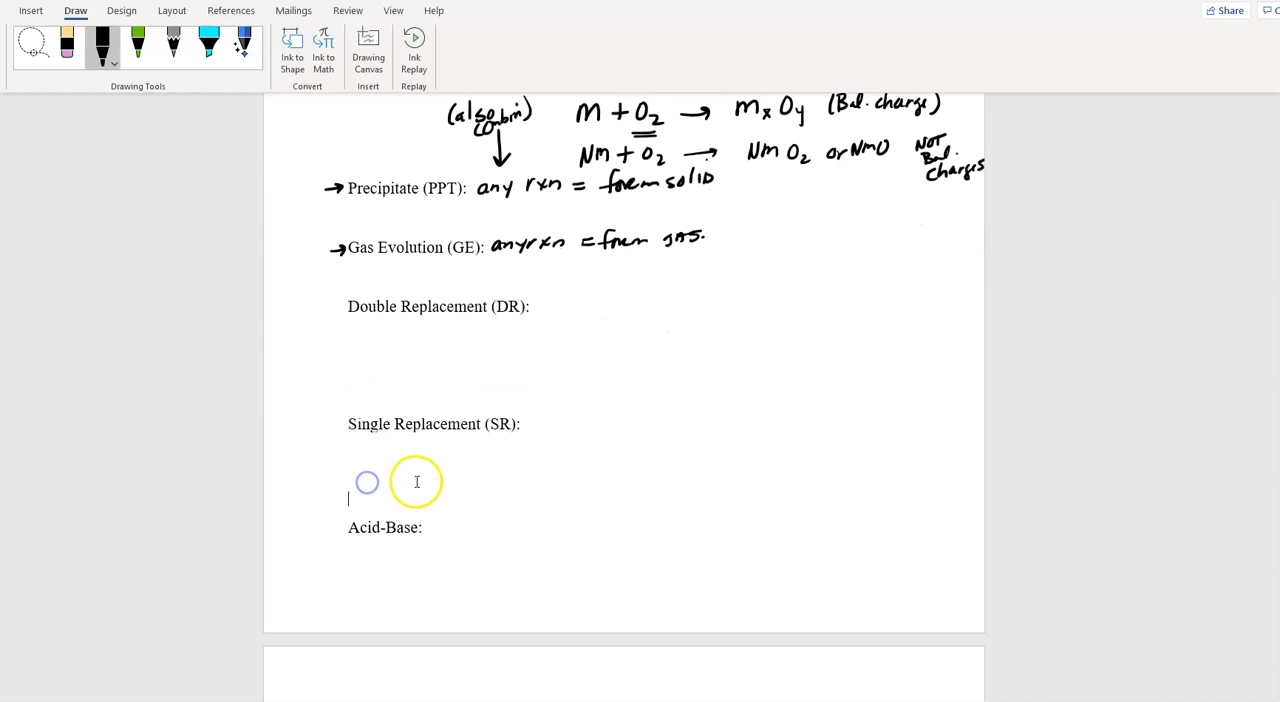 Insert Draw Design Layout References Mailings Review View Help Share C
Ink to Shape Ink to Math Drawing Canvas Ink Replay
Drawing Tools Convert Insert Replay
(also combin) M + O2 → MxOy (Bal. charge)
Nm + O2 → NmO2 or NmO NOT Bal. charges
→ Precipitate (PPT): any rxn = form solid
→ Gas Evolution (GE): any rxn = form gas.
Double Replacement (DR):
Single Replacement (SR):
Acid-Base: